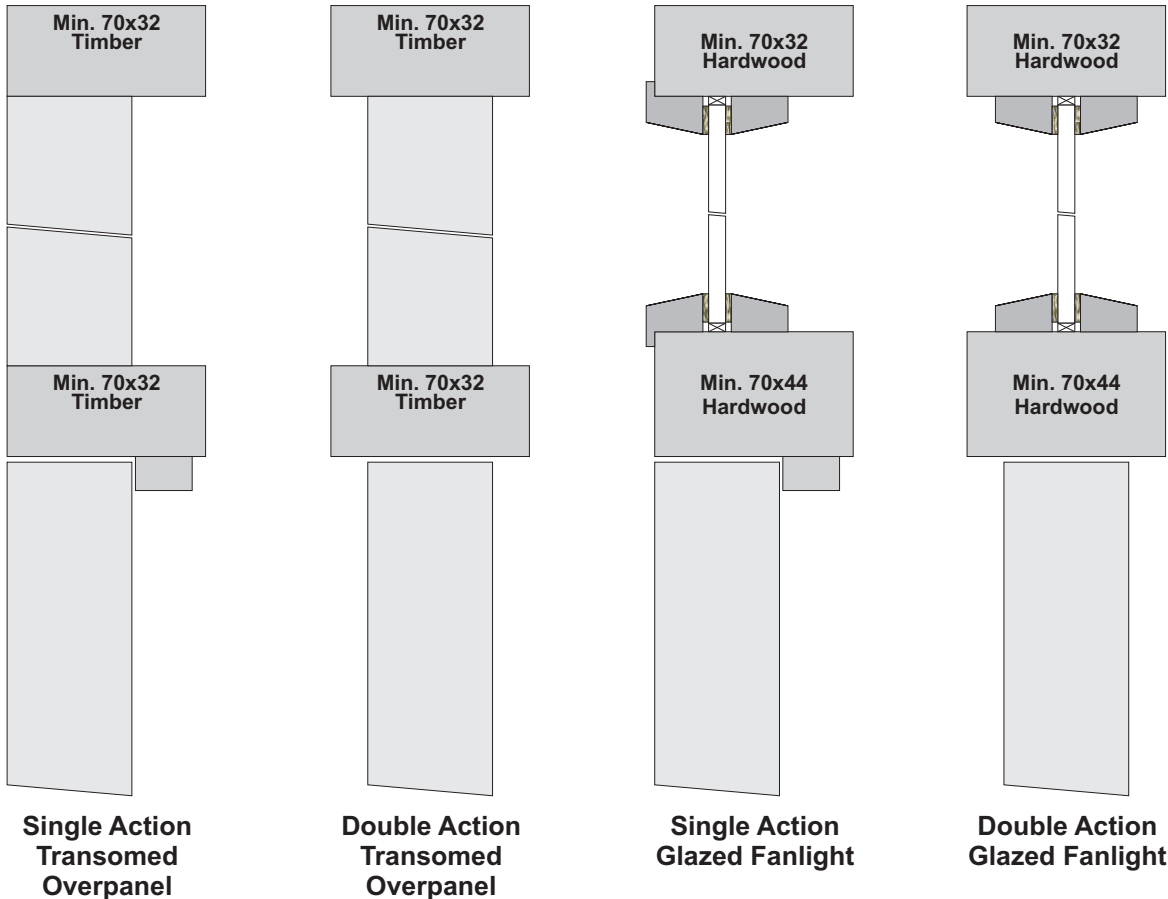 Min. 70x32
Timber
Min. 70x32
Timber
Min. 70x32
Hardwood
Min. 70x32
Hardwood
Min. 70x32
Timber
Min. 70x32
Timber
Min. 70x44
Hardwood
Min. 70x44
Hardwood
Single Action
Transomed
Overpanel
Double Action
Transomed
Overpanel
Single Action
Glazed Fanlight
Double Action
Glazed Fanlight